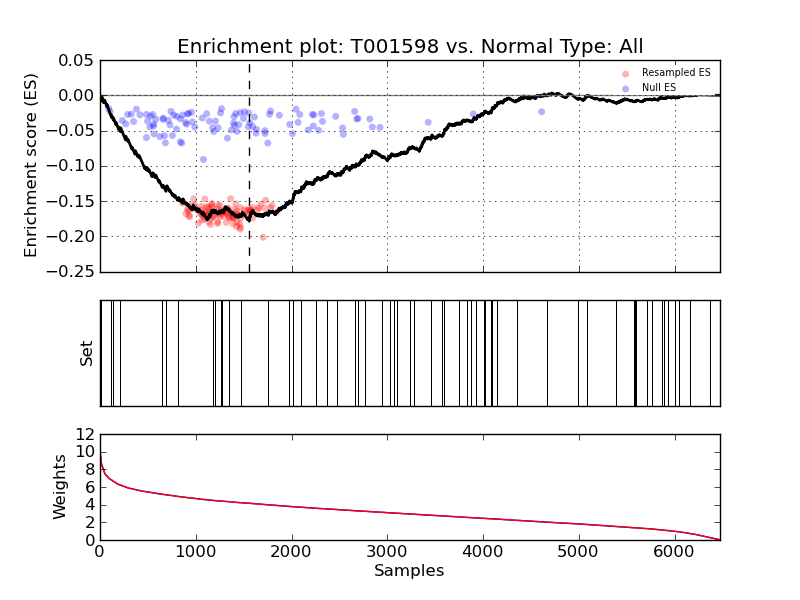 Enrichment plot: T001598 vs. Normal Type: All
Enrichment score (ES)
0.05
0.00
−0.05
−0.10
−0.15
−0.20
−0.25
Resampled ES
Null ES
Set
Weights
12
10
8
6
4
2
0
0 1000 2000 3000 4000 5000 6000
Samples